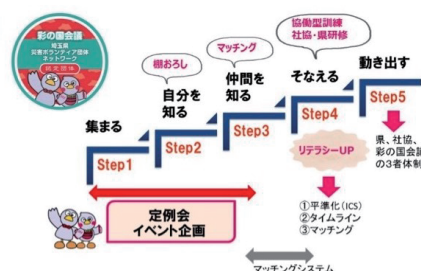 彩の国会議
埼玉県
災害ボランティア団体
ネットワーク
棚おろし
マッチング
協働型訓練
社協・県研修
集まる
自分を
知る
仲間を
知る
そなえる
動き出す
Step1
Step2
Step3
Step4
Step5
リテラシーUP
県、社協、
彩の国会議
の3者体制
定例会
イベント企画
①平準化(ICS)
②タイムライン
③マッチング
マッチングシステム